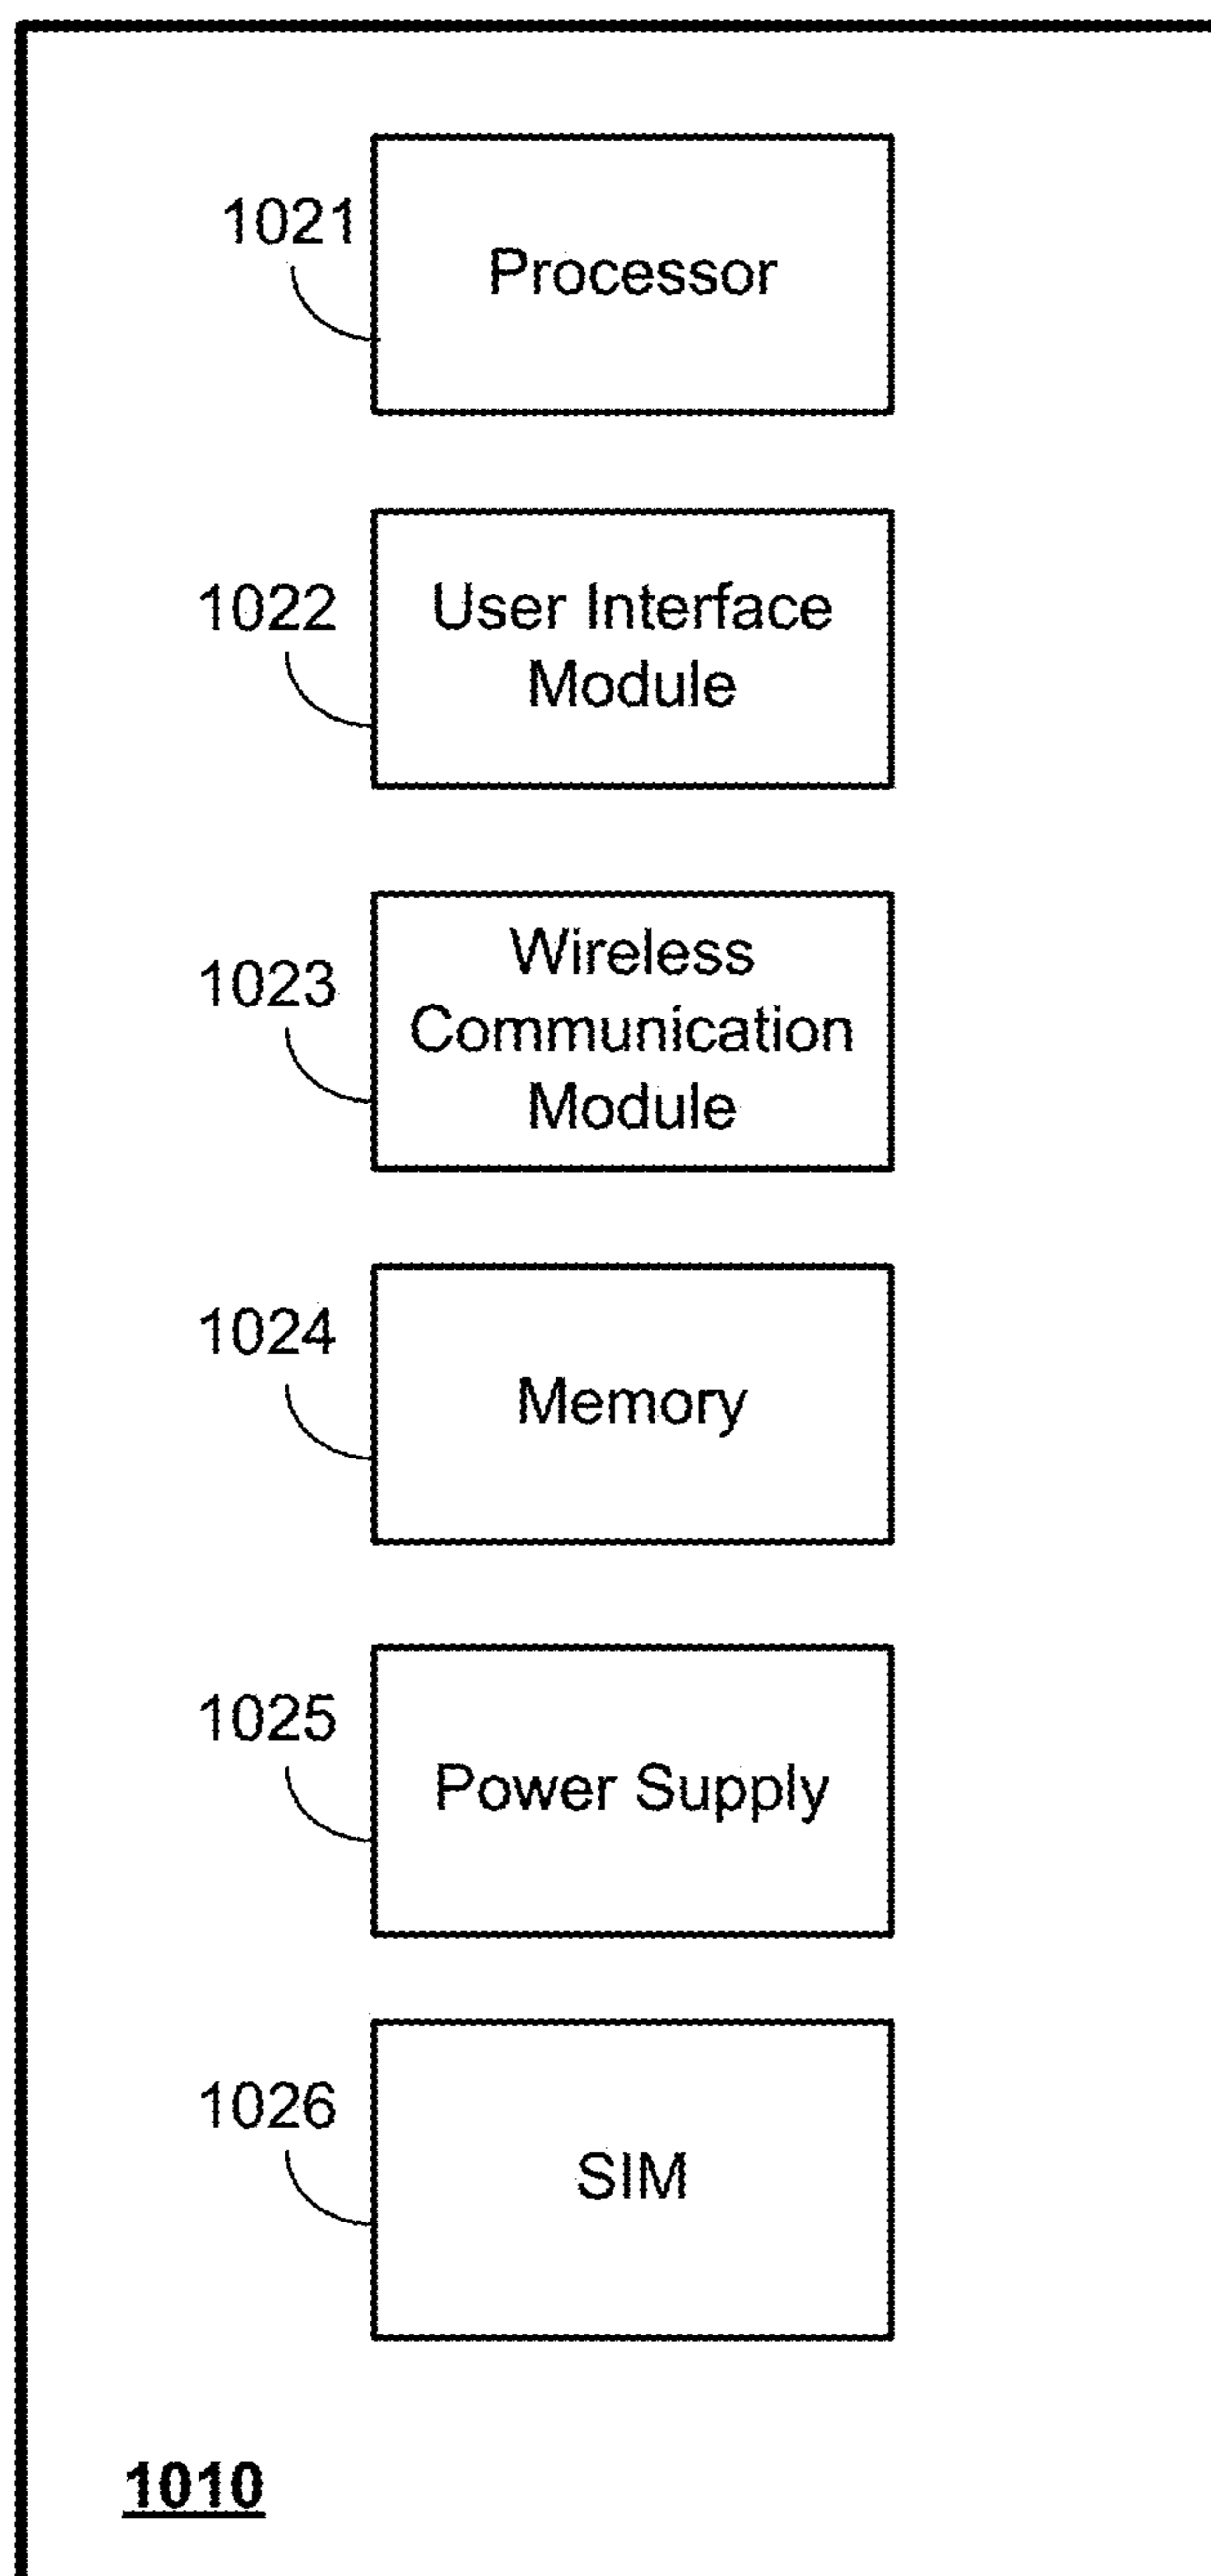 1021
Processor
1022
User Interface
Module
1023
Wireless
Communication
Module
1024
Memory
1025
Power Supply
1026
SIM
1010